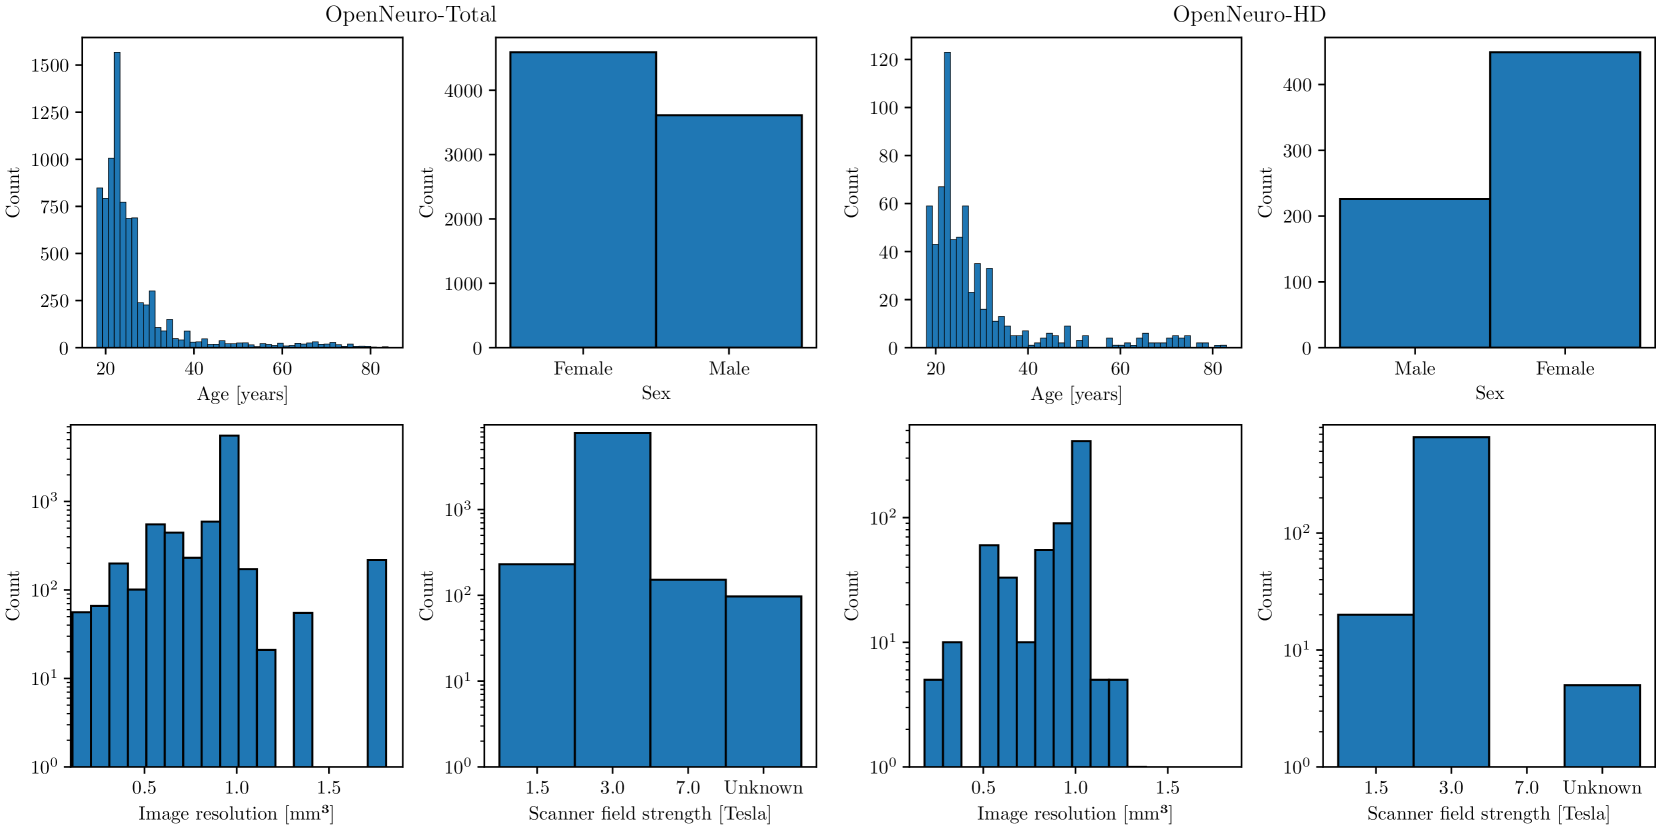 OpenNeuro-Total
OpenNeuro-HD
1500
1250
1000
750
500
250
0
Count
20 40 60 80
Age [years]
4000
3000
2000
1000
0
Count
Female Male
Sex
120
100
80
60
40
20
0
Count
20 40 60 80
Age [years]
400
300
200
100
0
Count
Male Female
Sex
10³
10²
10¹
10⁰
Count
0.5 1.0 1.5
Image resolution [mm³]
10³
10²
10¹
10⁰
Count
1.5 3.0 7.0 Unknown
Scanner field strength [Tesla]
10²
10¹
10⁰
Count
0.5 1.0 1.5
Image resolution [mm³]
10²
10¹
10⁰
Count
1.5 3.0 7.0 Unknown
Scanner field strength [Tesla]